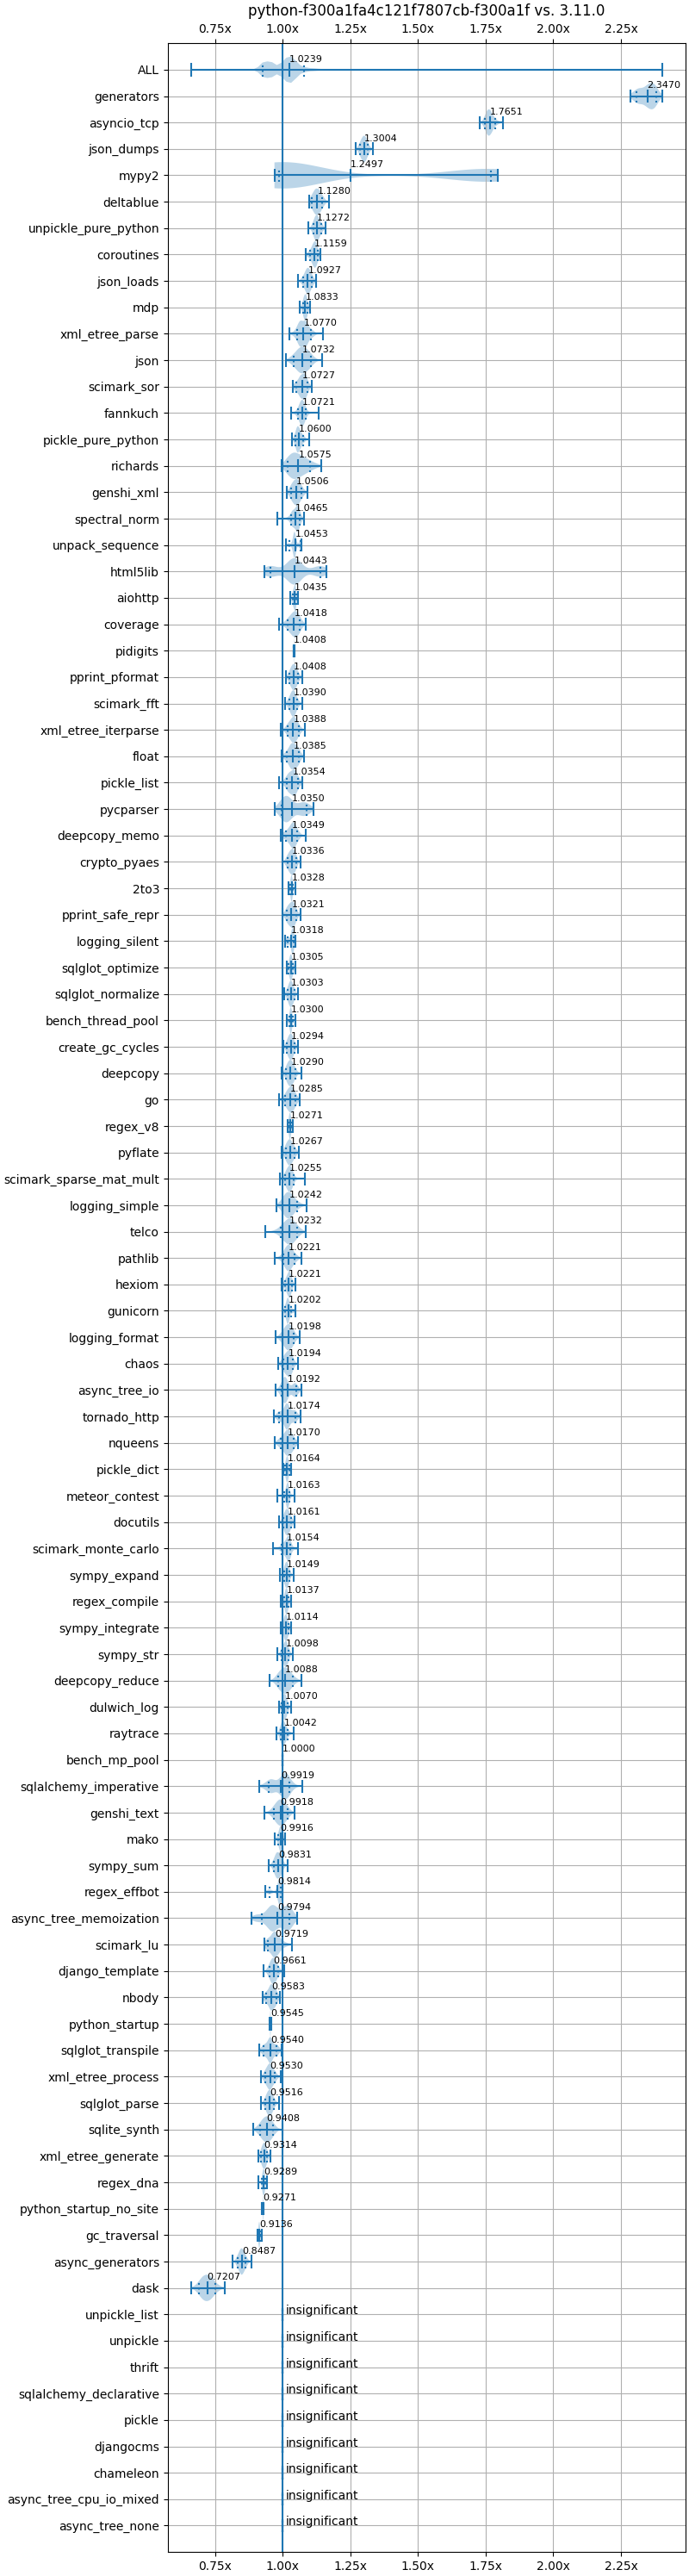 python-f300a1fa4c121f7807cb-f300a1f vs. 3.11.0
0.75x 1.00x 1.25x 1.50x 1.75x 2.00x 2.25x
ALL 1.0239
generators 2.3470
asyncio_tcp 1.7651
json_dumps 1.3004
mypy2 1.2497
deltablue 1.1280
unpickle_pure_python 1.1272
coroutines 1.1159
json_loads 1.0927
mdp 1.0833
xml_etree_parse 1.0770
json 1.0732
scimark_sor 1.0727
fannkuch 1.0721
pickle_pure_python 1.0600
richards 1.0575
genshi_xml 1.0506
spectral_norm 1.0465
unpack_sequence 1.0453
html5lib 1.0443
aiohttp 1.0435
coverage 1.0418
pidigits 1.0408
pprint_pformat 1.0408
scimark_fft 1.0390
xml_etree_iterparse 1.0388
float 1.0385
pickle_list 1.0354
pycparser 1.0350
deepcopy_memo 1.0349
crypto_pyaes 1.0336
2to3 1.0328
pprint_safe_repr 1.0321
logging_silent 1.0318
sqlglot_optimize 1.0305
sqlglot_normalize 1.0303
bench_thread_pool 1.0300
create_gc_cycles 1.0294
deepcopy 1.0290
go 1.0285
regex_v8 1.0271
pyflate 1.0267
scimark_sparse_mat_mult 1.0255
logging_simple 1.0242
telco 1.0232
pathlib 1.0221
hexiom 1.0221
gunicorn 1.0202
logging_format 1.0198
chaos 1.0194
async_tree_io 1.0192
tornado_http 1.0174
nqueens 1.0170
pickle_dict 1.0164
meteor_contest 1.0163
docutils 1.0161
scimark_monte_carlo 1.0154
sympy_expand 1.0149
regex_compile 1.0137
sympy_integrate 1.0114
sympy_str 1.0098
deepcopy_reduce 1.0088
dulwich_log 1.0070
raytrace 1.0042
bench_mp_pool 1.0000
sqlalchemy_imperative 0.9919
genshi_text 0.9918
mako 0.9916
sympy_sum 0.9831
regex_effbot 0.9814
async_tree_memoization 0.9794
scimark_lu 0.9719
django_template 0.9661
nbody 0.9583
python_startup 0.9545
sqlglot_transpile 0.9540
xml_etree_process 0.9530
sqlglot_parse 0.9516
sqlite_synth 0.9408
xml_etree_generate 0.9314
regex_dna 0.9289
python_startup_no_site 0.9271
gc_traversal 0.9136
async_generators 0.8487
dask 0.7207
unpickle_list insignificant
unpickle insignificant
thrift insignificant
sqlalchemy_declarative insignificant
pickle insignificant
djangocms insignificant
chameleon insignificant
async_tree_cpu_io_mixed insignificant
async_tree_none insignificant
0.75x 1.00x 1.25x 1.50x 1.75x 2.00x 2.25x